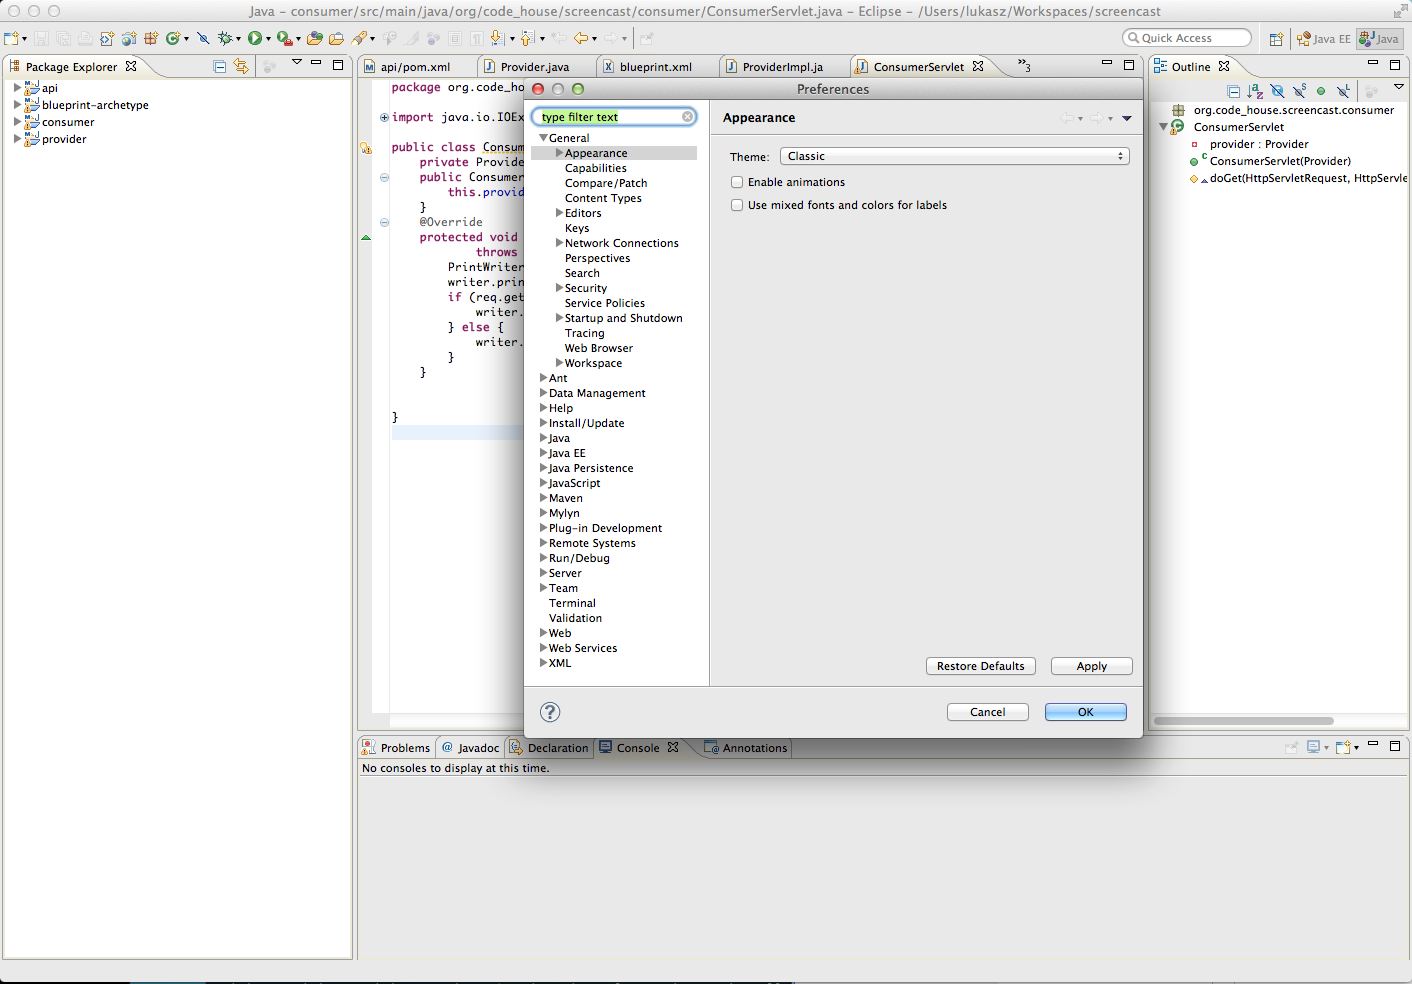 Java – consumer/src/main/java/org/code_house/screencast/consumer/ConsumerServlet.java – Eclipse – /Users/lukasz/Workspaces/screencast
Quick Access
Java EE
Java
Package Explorer
api
blueprint-archetype
consumer
provider
api/pom.xml
Provider.java
blueprint.xml
ProviderImpl.ja
ConsumerServlet
»3
package org.code_hou
import java.io.IOEx
public class Consum
private Provide
public Consumer
this.provid
}
@Override
protected void
throws
PrintWriter
writer.prin
if (req.get
writer.
} else {
writer.
}
}
}
Preferences
type filter text
General
Appearance
Capabilities
Compare/Patch
Content Types
Editors
Keys
Network Connections
Perspectives
Search
Security
Service Policies
Startup and Shutdown
Tracing
Web Browser
Workspace
Ant
Data Management
Help
Install/Update
Java
Java EE
Java Persistence
JavaScript
Maven
Mylyn
Plug-in Development
Remote Systems
Run/Debug
Server
Team
Terminal
Validation
Web
Web Services
XML
Appearance
Theme: Classic
Enable animations
Use mixed fonts and colors for labels
Restore Defaults
Apply
?
Cancel
OK
Outline
org.code_house.screencast.consumer
ConsumerServlet
provider : Provider
ConsumerServlet(Provider)
doGet(HttpServletRequest, HttpServle
Problems
@ Javadoc
Declaration
Console
Annotations
No consoles to display at this time.